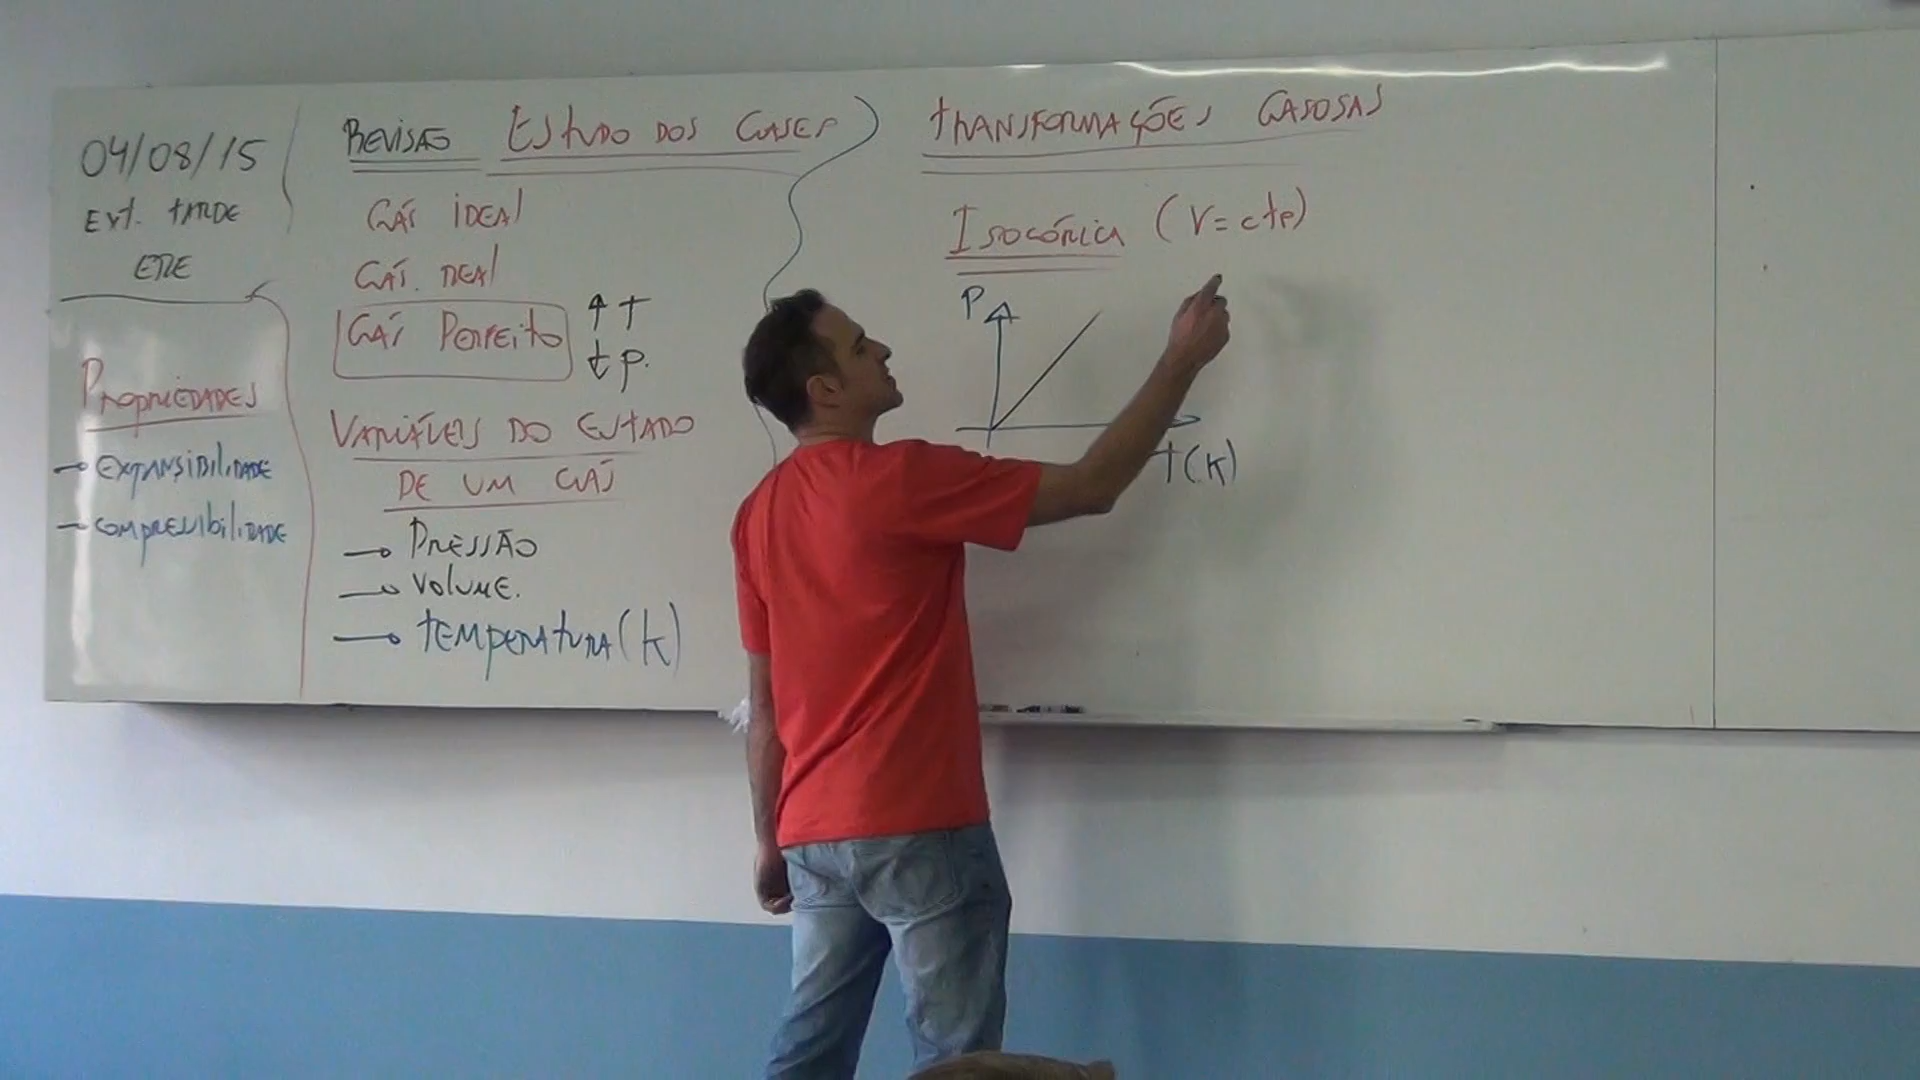 04/08/15
EXT. TARDE
ETRE
PROPRIEDADES
→ EXPANSIBILIDADE
→ COMPRESSIBILIDADE
REVISÃO ESTUDO DOS GASES
GÁS IDEAL
GÁS REAL
GÁS PERFEITO
↑ T
↓ P.
VARIÁVEIS DO ESTADO
DE UM GÁS
→ PRESSÃO
→ VOLUME.
→ TEMPERATURA (K)
TRANSFORMAÇÕES GASOSAS
ISOCÓRICA (V = cte)
P
T(K)